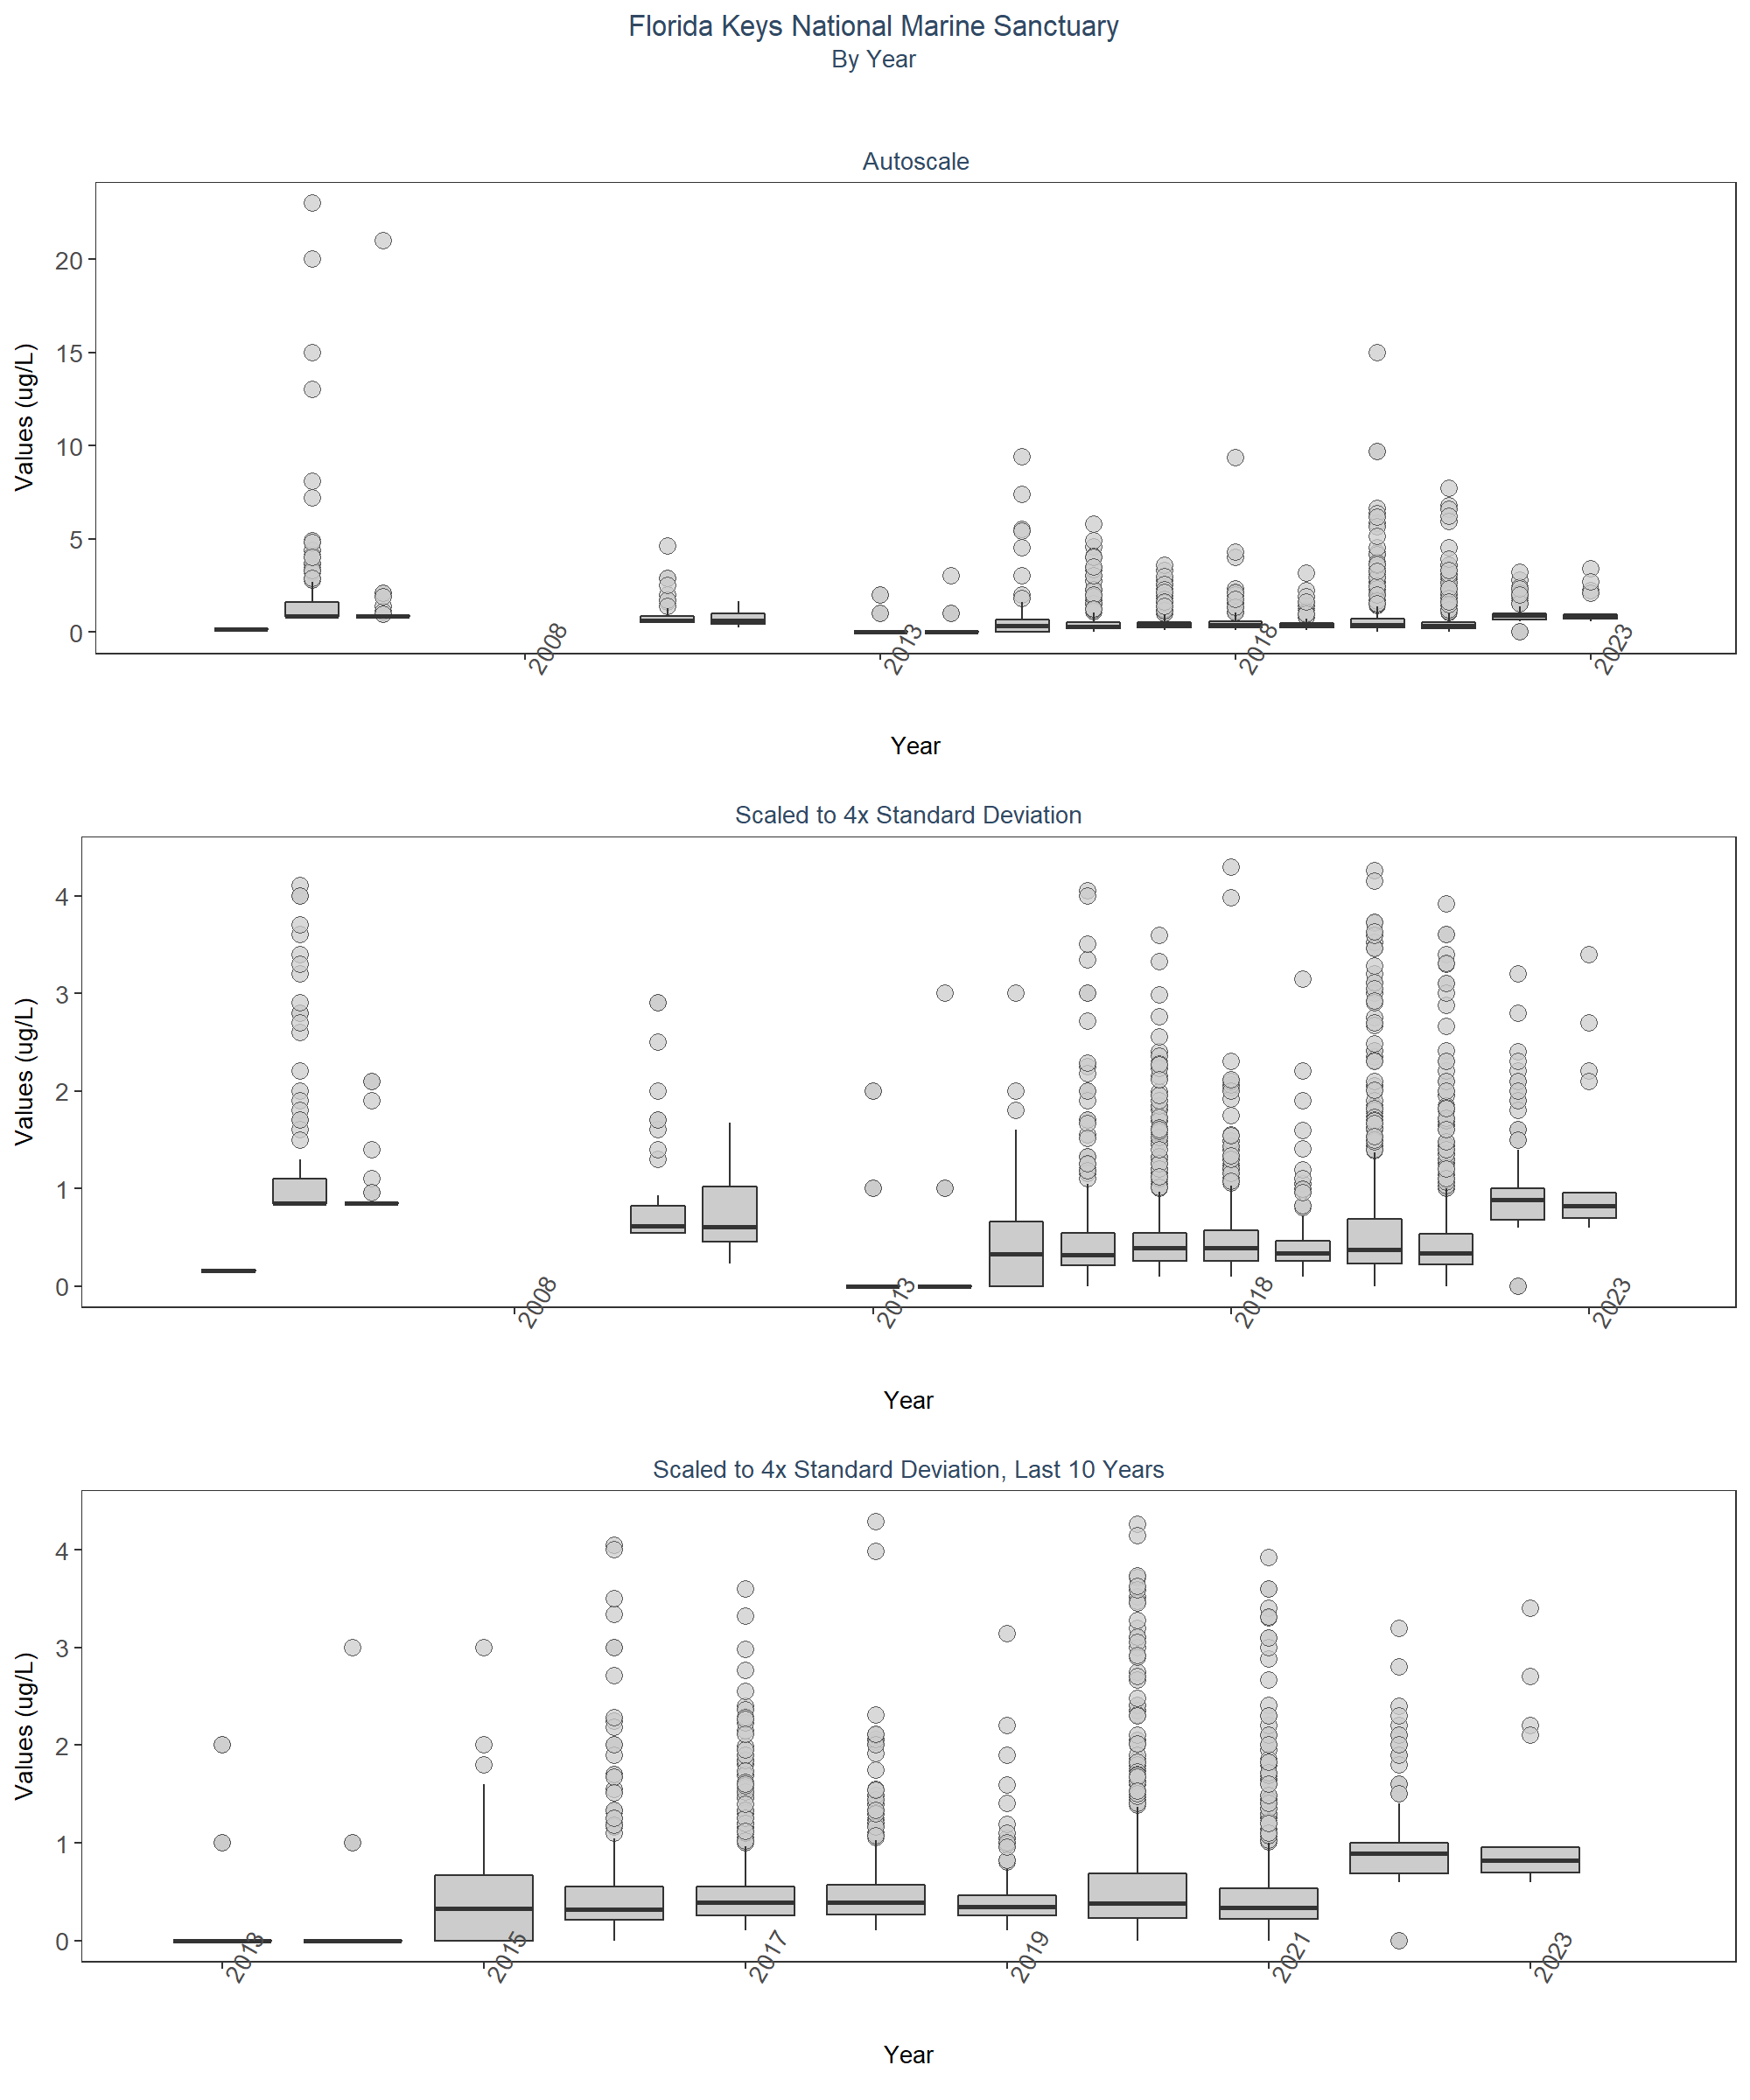 Florida Keys National Marine Sanctuary
By Year
Autoscale
Values (ug/L)
20
15
10
5
0
2008
2013
2018
2023
Year
Scaled to 4x Standard Deviation
Values (ug/L)
4
3
2
1
0
2008
2013
2018
2023
Year
Scaled to 4x Standard Deviation, Last 10 Years
Values (ug/L)
4
3
2
1
0
2013
2015
2017
2019
2021
2023
Year